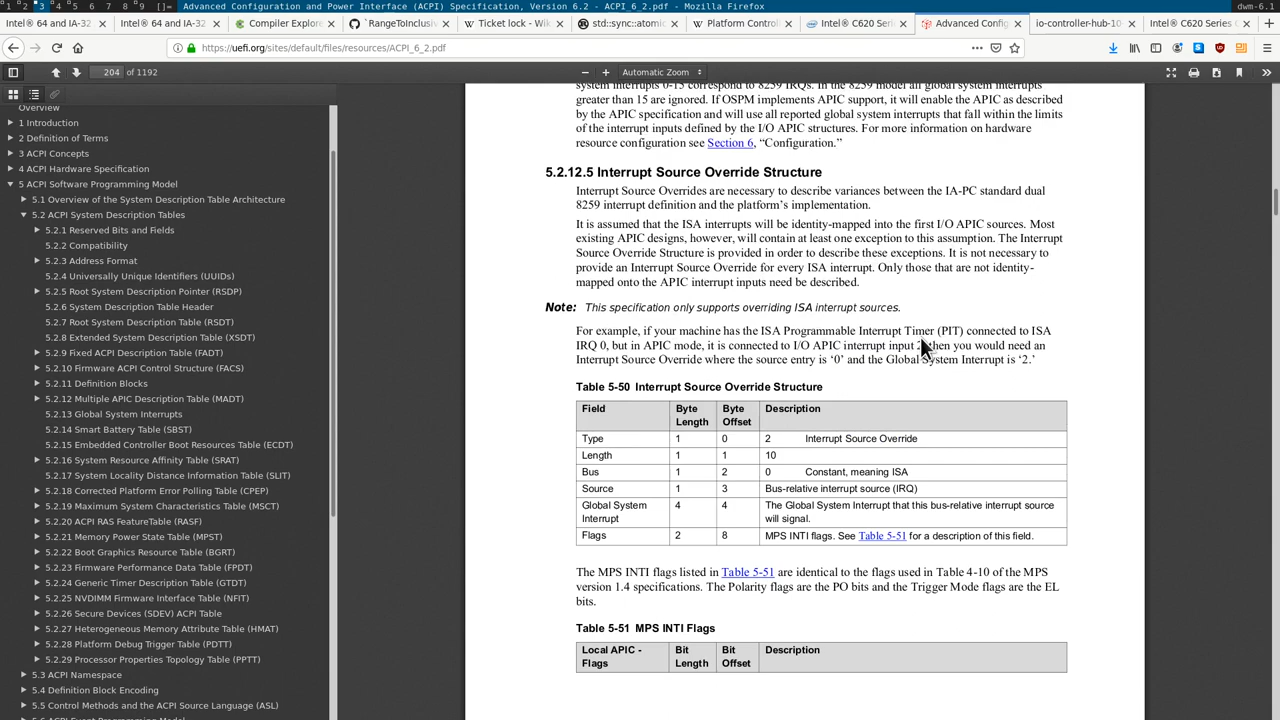 1 2 3 4 5 6 7 8 9 []= Advanced Configuration and Power Interface (ACPI) Specification, Version 6.2 - ACPI_6_2.pdf - Mozilla Firefox dwm-6.1
Intel® 64 and IA-32 Intel® 64 and IA-32 Compiler Explore RangeToInclusiv Ticket lock - Wik std::sync::atomic Platform Control Intel® C620 Seri Advanced Config io-controller-hub-10 Intel® C620 Series C
https://uefi.org/sites/default/files/resources/ACPI_6_2.pdf
204 of 1192 Automatic Zoom
Overview
1 Introduction
2 Definition of Terms
3 ACPI Concepts
4 ACPI Hardware Specification
5 ACPI Software Programming Model
5.1 Overview of the System Description Table Architecture
5.2 ACPI System Description Tables
5.2.1 Reserved Bits and Fields
5.2.2 Compatibility
5.2.3 Address Format
5.2.4 Universally Unique Identifiers (UUIDs)
5.2.5 Root System Description Pointer (RSDP)
5.2.6 System Description Table Header
5.2.7 Root System Description Table (RSDT)
5.2.8 Extended System Description Table (XSDT)
5.2.9 Fixed ACPI Description Table (FADT)
5.2.10 Firmware ACPI Control Structure (FACS)
5.2.11 Definition Blocks
5.2.12 Multiple APIC Description Table (MADT)
5.2.13 Global System Interrupts
5.2.14 Smart Battery Table (SBST)
5.2.15 Embedded Controller Boot Resources Table (ECDT)
5.2.16 System Resource Affinity Table (SRAT)
5.2.17 System Locality Distance Information Table (SLIT)
5.2.18 Corrected Platform Error Polling Table (CPEP)
5.2.19 Maximum System Characteristics Table (MSCT)
5.2.20 ACPI RAS FeatureTable (RASF)
5.2.21 Memory Power State Table (MPST)
5.2.22 Boot Graphics Resource Table (BGRT)
5.2.23 Firmware Performance Data Table (FPDT)
5.2.24 Generic Timer Description Table (GTDT)
5.2.25 NVDIMM Firmware Interface Table (NFIT)
5.2.26 Secure Devices (SDEV) ACPI Table
5.2.27 Heterogeneous Memory Attribute Table (HMAT)
5.2.28 Platform Debug Trigger Table (PDTT)
5.2.29 Processor Properties Topology Table (PPTT)
5.3 ACPI Namespace
5.4 Definition Block Encoding
5.5 Control Methods and the ACPI Source Language (ASL)
system interrupts 0-15 correspond to 8259 IRQs. In the 8259 model all global system interrupts
greater than 15 are ignored. If OSPM implements APIC support, it will enable the APIC as described
by the APIC specification and will use all reported global system interrupts that fall within the limits
of the interrupt inputs defined by the I/O APIC structures. For more information on hardware
resource configuration see Section 6, “Configuration.”
5.2.12.5 Interrupt Source Override Structure
Interrupt Source Overrides are necessary to describe variances between the IA-PC standard dual
8259 interrupt definition and the platform’s implementation.
It is assumed that the ISA interrupts will be identity-mapped into the first I/O APIC sources. Most
existing APIC designs, however, will contain at least one exception to this assumption. The Interrupt
Source Override Structure is provided in order to describe these exceptions. It is not necessary to
provide an Interrupt Source Override for every ISA interrupt. Only those that are not identity-
mapped onto the APIC interrupt inputs need be described.
Note: This specification only supports overriding ISA interrupt sources.
For example, if your machine has the ISA Programmable Interrupt Timer (PIT) connected to ISA
IRQ 0, but in APIC mode, it is connected to I/O APIC interrupt input then you would need an
Interrupt Source Override where the source entry is ‘0’ and the Global System Interrupt is ‘2.’
Table 5-50 Interrupt Source Override Structure
Field Byte Length Byte Offset Description
Type 1 0 2 Interrupt Source Override
Length 1 1 10
Bus 1 2 0 Constant, meaning ISA
Source 1 3 Bus-relative interrupt source (IRQ)
Global System Interrupt 4 4 The Global System Interrupt that this bus-relative interrupt source
will signal.
Flags 2 8 MPS INTI flags. See Table 5-51 for a description of this field.
The MPS INTI flags listed in Table 5-51 are identical to the flags used in Table 4-10 of the MPS
version 1.4 specifications. The Polarity flags are the PO bits and the Trigger Mode flags are the EL
bits.
Table 5-51 MPS INTI Flags
Local APIC - Flags Bit Length Bit Offset Description